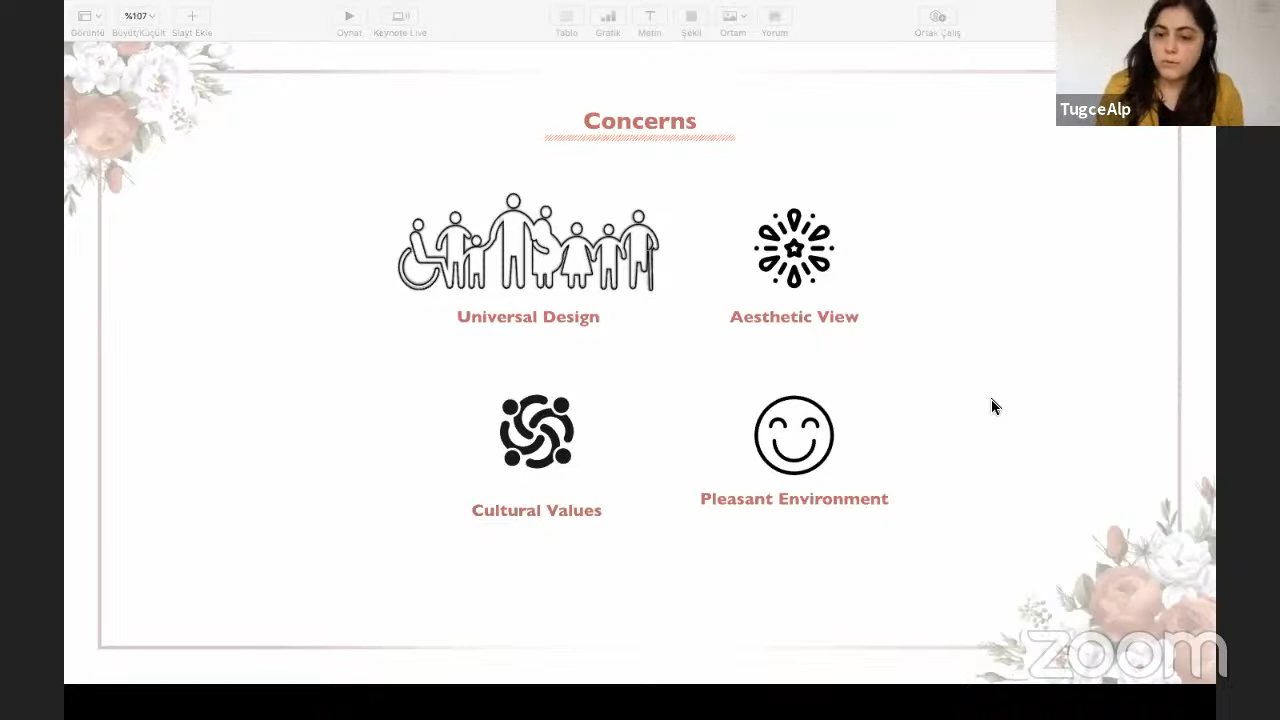 %107
Görüntü
Büyüt/Küçült
Slayt Ekle
Oynat
Keynote Live
Tablo
Grafik
Metin
Şekil
Ortam
Yorum
Ortak Çalış
TugceAlp
Concerns
Universal Design
Aesthetic View
Cultural Values
Pleasant Environment
zoom